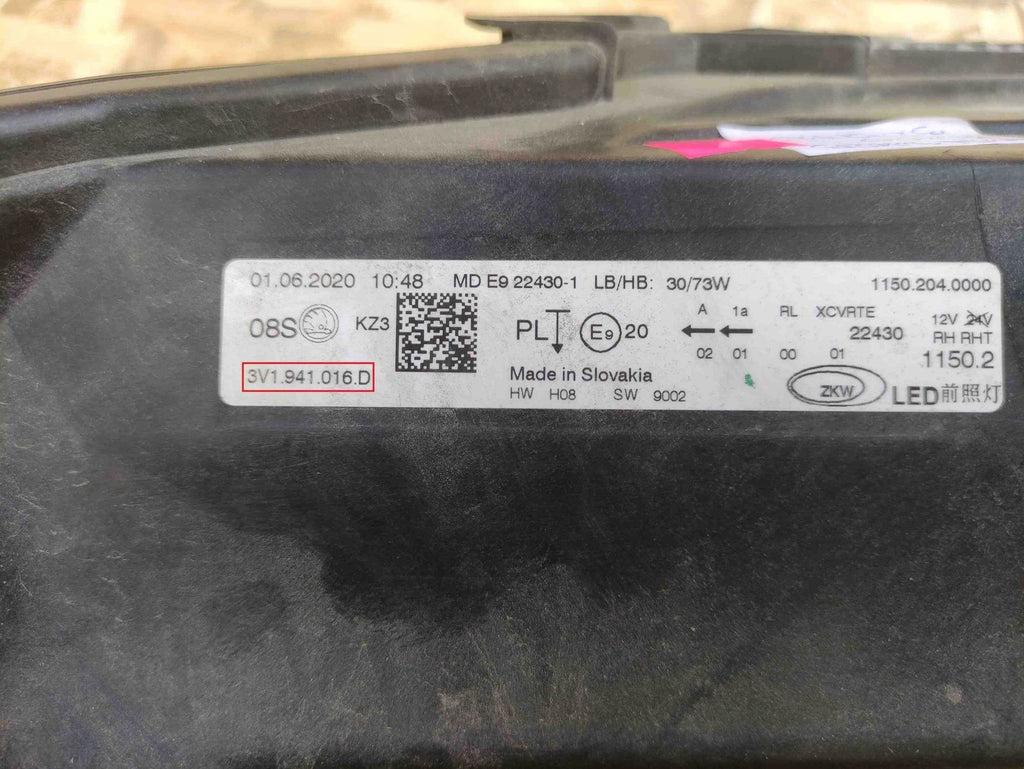 01.06.2020 10:48 MD E9 22430-1 LB/HB: 30/73W 1150.204.0000
08S KZ3 PL E9 20 A 1a RL XCVRTE 12V 24V
22430 RH RHT
02 01 00 01 1150.2
3V1.941.016.D Made in Slovakia
HW H08 SW 9002 ZKW LED前照灯